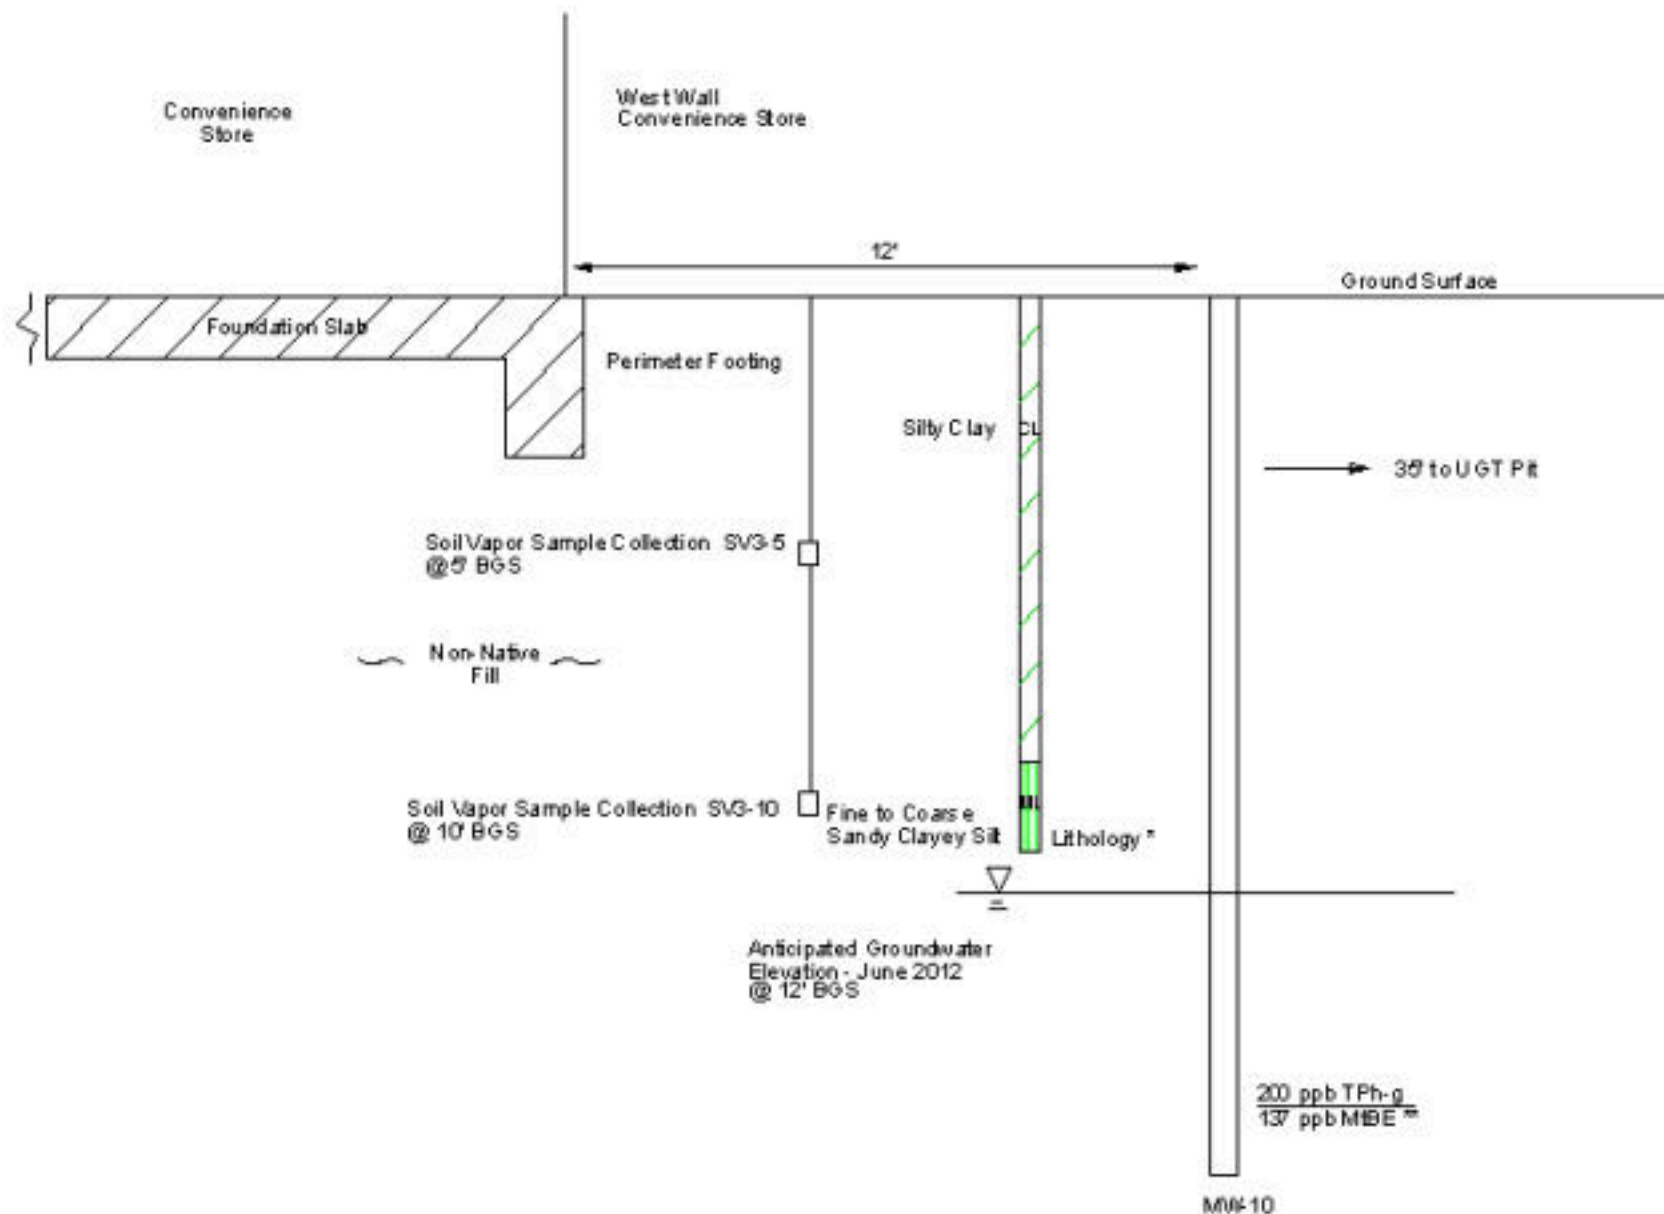 Convenience
Store
West Wall
Convenience Store
12'
Ground Surface
Foundation Slab
Perimeter Footing
Silty Clay
CL
35' to UGT Pit
Soil Vapor Sample Collection SV3-5
@ 5' BGS
Non-Native
Fill
Soil Vapor Sample Collection SV3-10
@ 10' BGS
Fine to Coarse
Sandy Clayey Silt
ML
Lithology *
Anticipated Groundwater
Elevation - June 2012
@ 12' BGS
200 ppb TPh-g
137 ppb MtBE **
MW-10